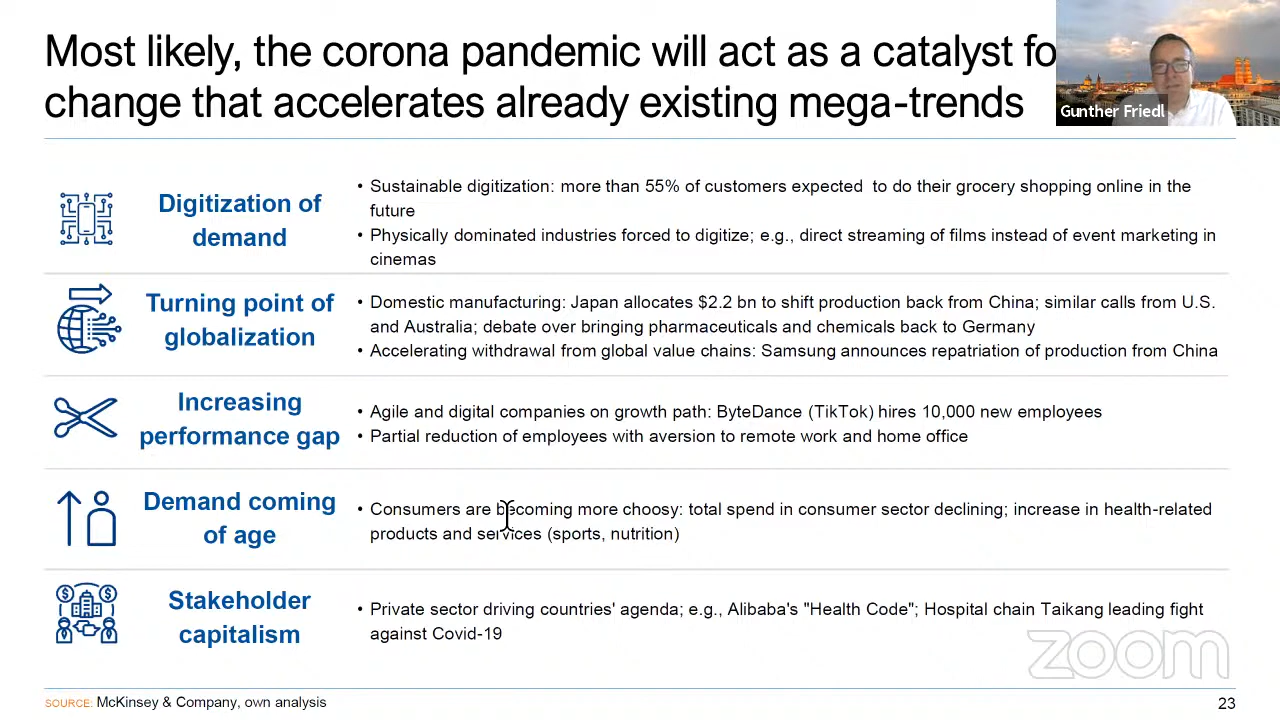 Most likely, the corona pandemic will act as a catalyst fo
change that accelerates already existing mega-trends
Gunther Friedl
Digitization of
demand
• Sustainable digitization: more than 55% of customers expected to do their grocery shopping online in the
future
• Physically dominated industries forced to digitize; e.g., direct streaming of films instead of event marketing in
cinemas
Turning point of
globalization
• Domestic manufacturing: Japan allocates $2.2 bn to shift production back from China; similar calls from U.S.
and Australia; debate over bringing pharmaceuticals and chemicals back to Germany
• Accelerating withdrawal from global value chains: Samsung announces repatriation of production from China
Increasing
performance gap
• Agile and digital companies on growth path: ByteDance (TikTok) hires 10,000 new employees
• Partial reduction of employees with aversion to remote work and home office
Demand coming
of age
• Consumers are becoming more choosy: total spend in consumer sector declining; increase in health-related
products and services (sports, nutrition)
Stakeholder
capitalism
• Private sector driving countries' agenda; e.g., Alibaba's "Health Code"; Hospital chain Taikang leading fight
against Covid-19
zoom
SOURCE: McKinsey & Company, own analysis
23